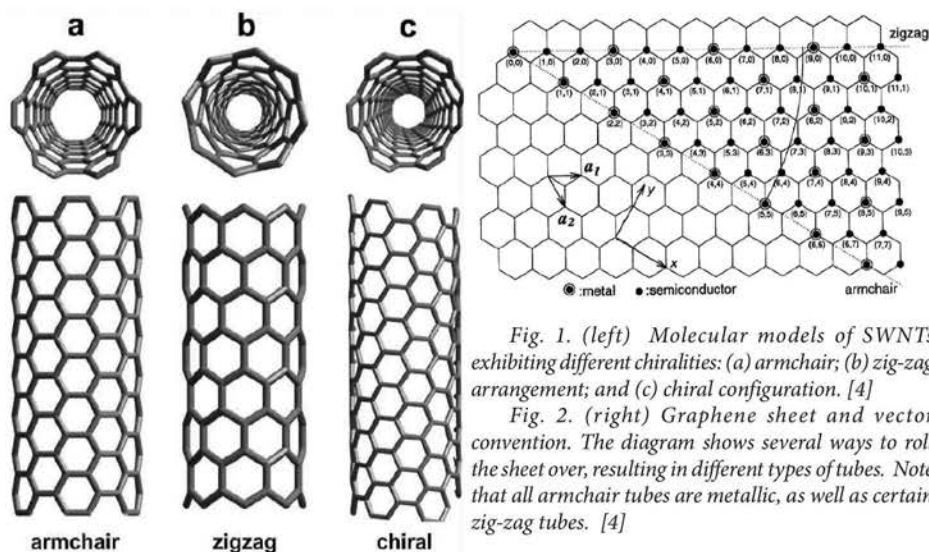 a b c
armchair zigzag chiral
zigzag
(0,0) (1,0) (2,0) (3,0) (4,0) (5,0) (6,0) (7,0) (8,0) (9,0) (10,0) (11,0)
(1,1) (2,1) (3,1) (4,1) (5,1) (6,1) (7,1) (8,1) (9,1) (10,1) (11,1)
(2,2) (3,2) (4,2) (5,2) (6,2) (7,2) (8,2) (9,2) (10,2)
(3,3) (4,3) (5,3) (6,3) (7,3) (8,3) (9,3) (10,3)
a1
(4,4) (5,4) (6,4) (7,4) (8,4) (9,4)
a2 y
(5,5) (6,5) (7,5) (8,5) (9,5)
(6,6) (6,7) (7,7)
x
:metal :semiconductor armchair
Fig. 1. (left) Molecular models of SWNTs
exhibiting different chiralities: (a) armchair; (b) zig-zag
arrangement; and (c) chiral configuration. [4]
Fig. 2. (right) Graphene sheet and vector
convention. The diagram shows several ways to rol
the sheet over, resulting in different types of tubes. Note
that all armchair tubes are metallic, as well as certain
zig-zag tubes. [4]